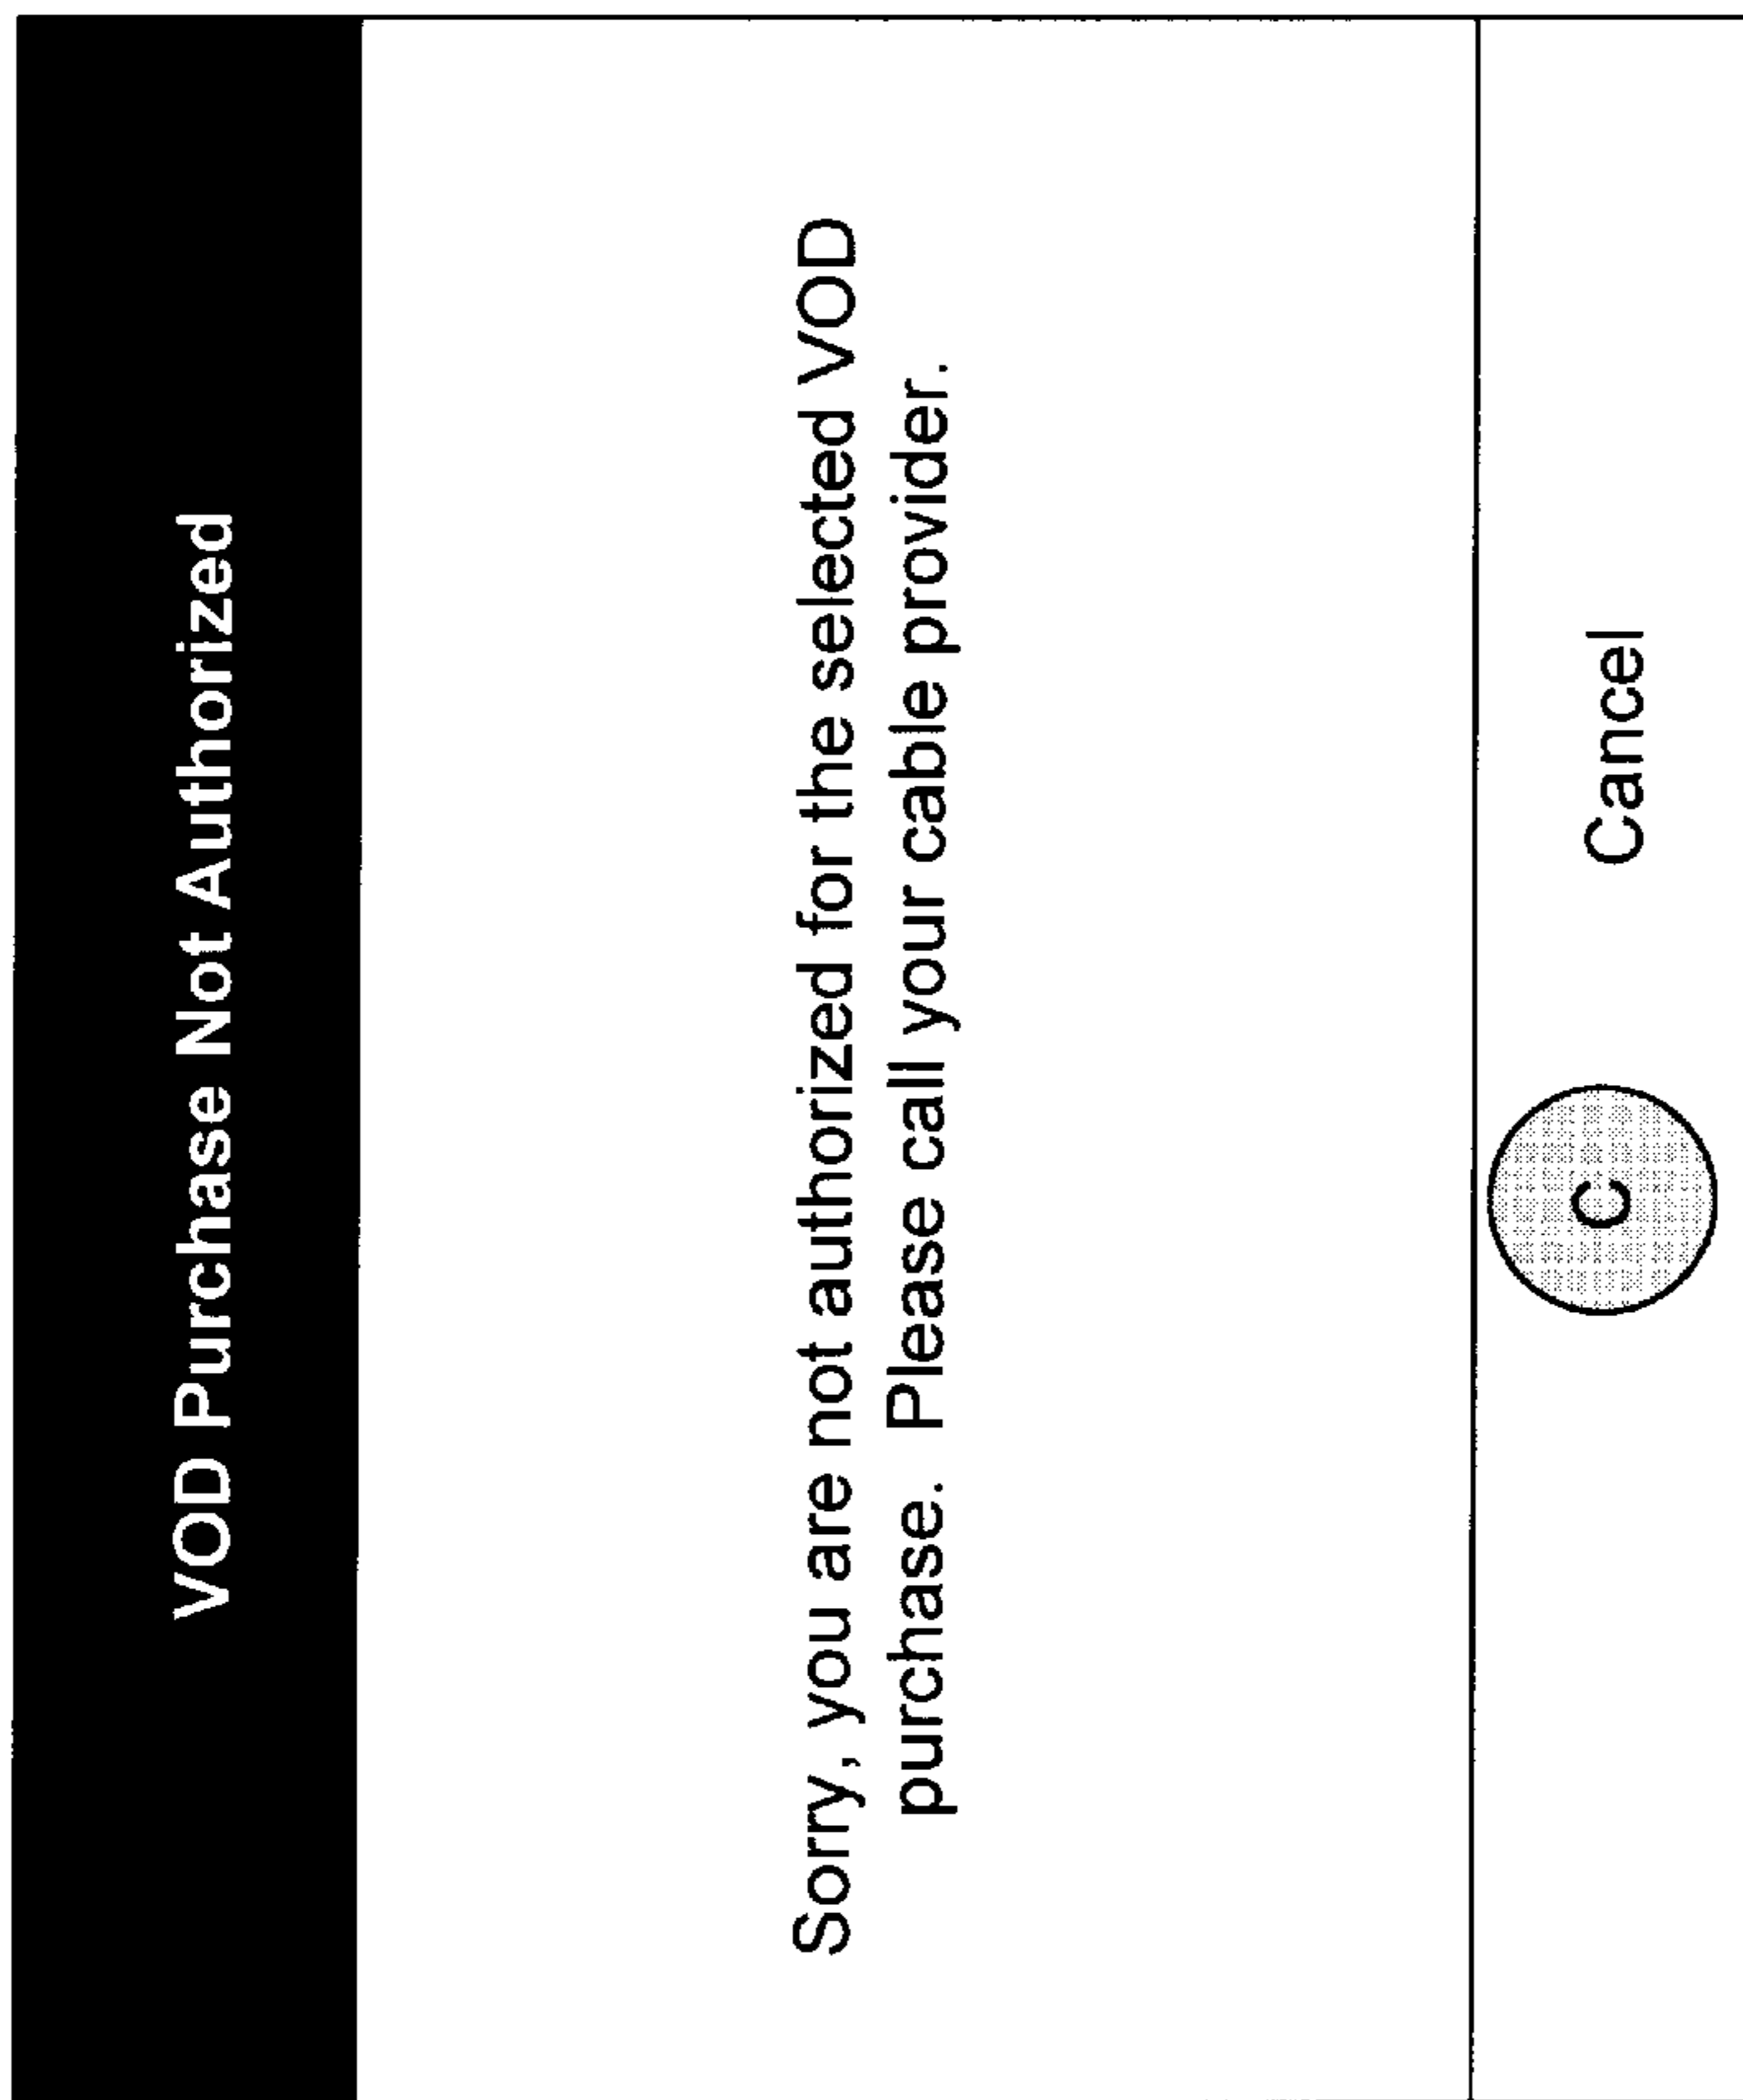 VOD Purchase Not Authorized
Sorry, you are not authorized for the selected VOD
purchase.  Please call your cable provider.
C Cancel